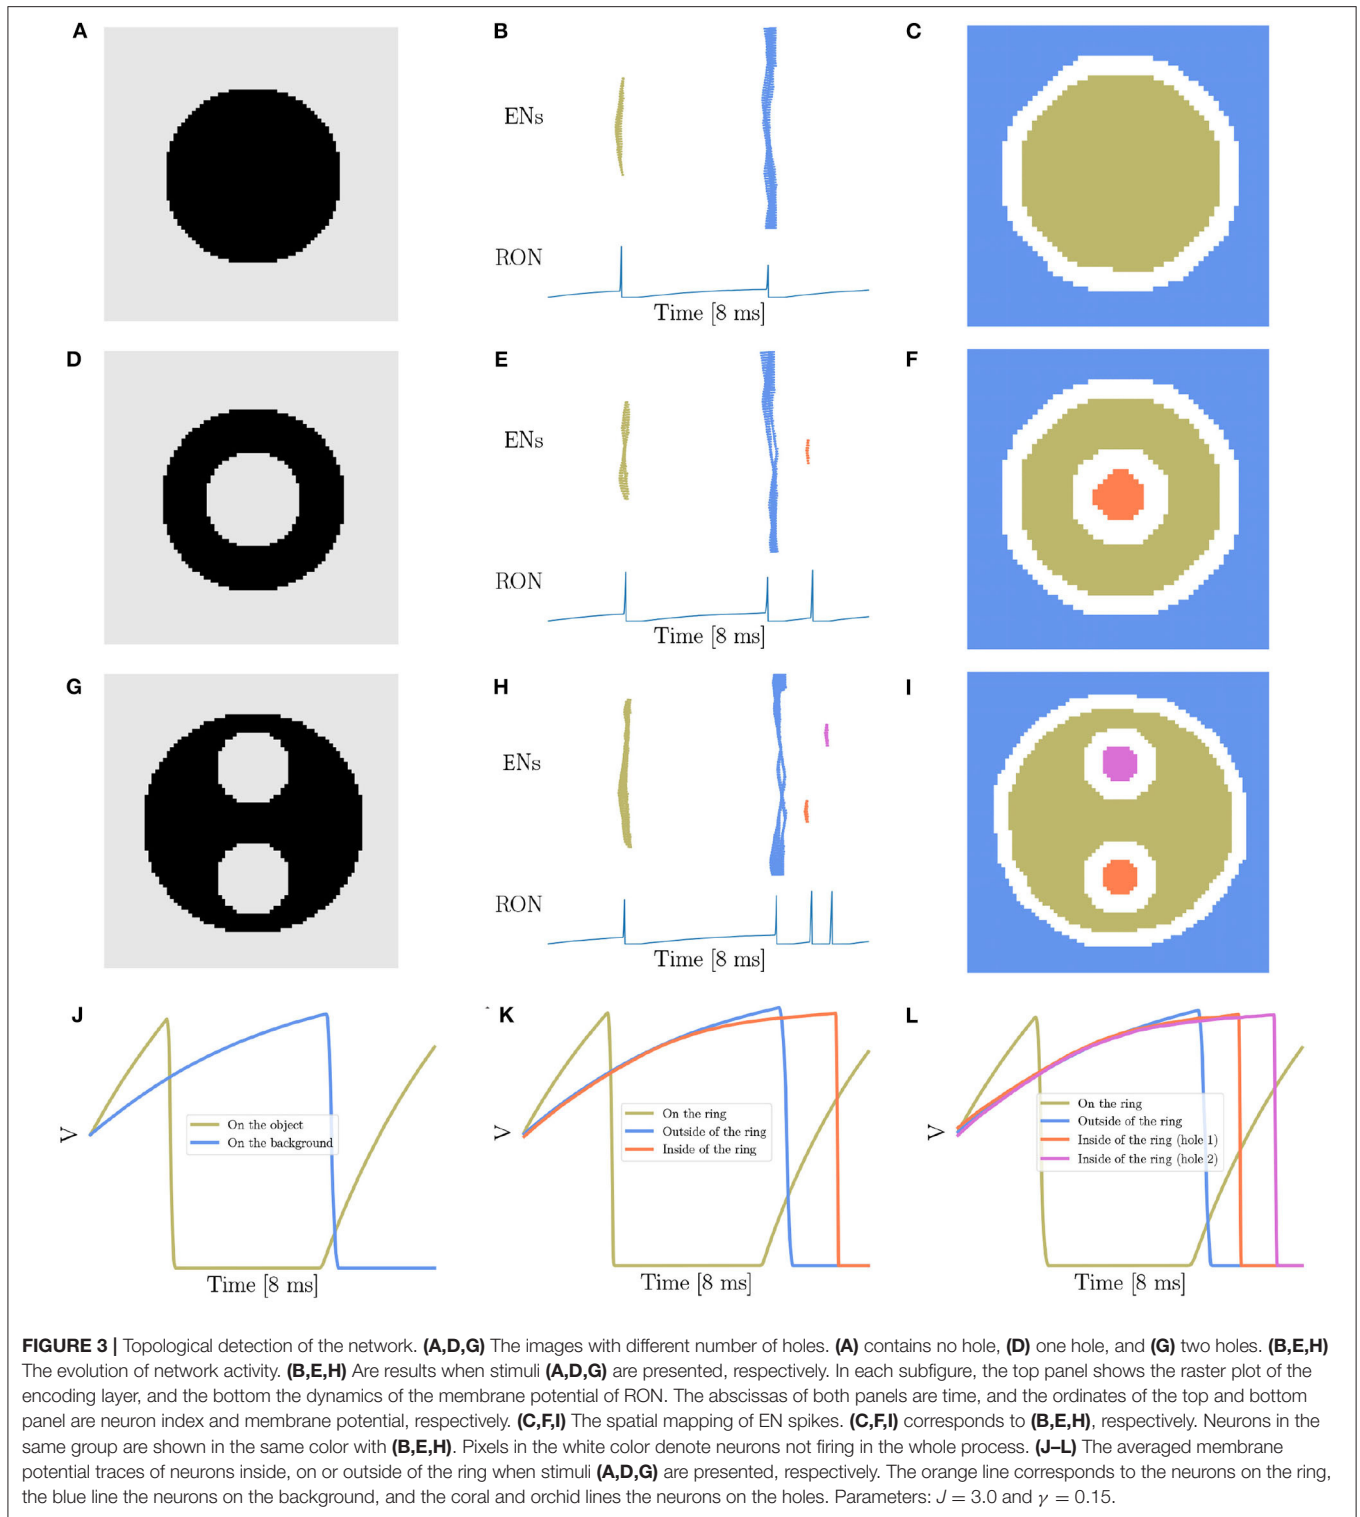 A
B
C
ENs
RON
Time [8 ms]
D
E
F
ENs
RON
Time [8 ms]
G
H
I
ENs
RON
Time [8 ms]
J
V
On the object
On the background
Time [8 ms]
K
On the ring
Outside of the ring
Inside of the ring
Time [8 ms]
L
V
On the ring
Outside of the ring
Inside of the ring (hole 1)
Inside of the ring (hole 2)
Time [8 ms]
FIGURE 3 | Topological detection of the network. (A,D,G) The images with different number of holes. (A) contains no hole, (D) one hole, and (G) two holes. (B,E,H)
The evolution of network activity. (B,E,H) Are results when stimuli (A,D,G) are presented, respectively. In each subfigure, the top panel shows the raster plot of the
encoding layer, and the bottom the dynamics of the membrane potential of RON. The abscissas of both panels are time, and the ordinates of the top and bottom
panel are neuron index and membrane potential, respectively. (C,F,I) The spatial mapping of EN spikes. (C,F,I) corresponds to (B,E,H), respectively. Neurons in the
same group are shown in the same color with (B,E,H). Pixels in the white color denote neurons not firing in the whole process. (J–L) The averaged membrane
potential traces of neurons inside, on or outside of the ring when stimuli (A,D,G) are presented, respectively. The orange line corresponds to the neurons on the ring,
the blue line the neurons on the background, and the coral and orchid lines the neurons on the holes. Parameters: J = 3.0 and γ = 0.15.